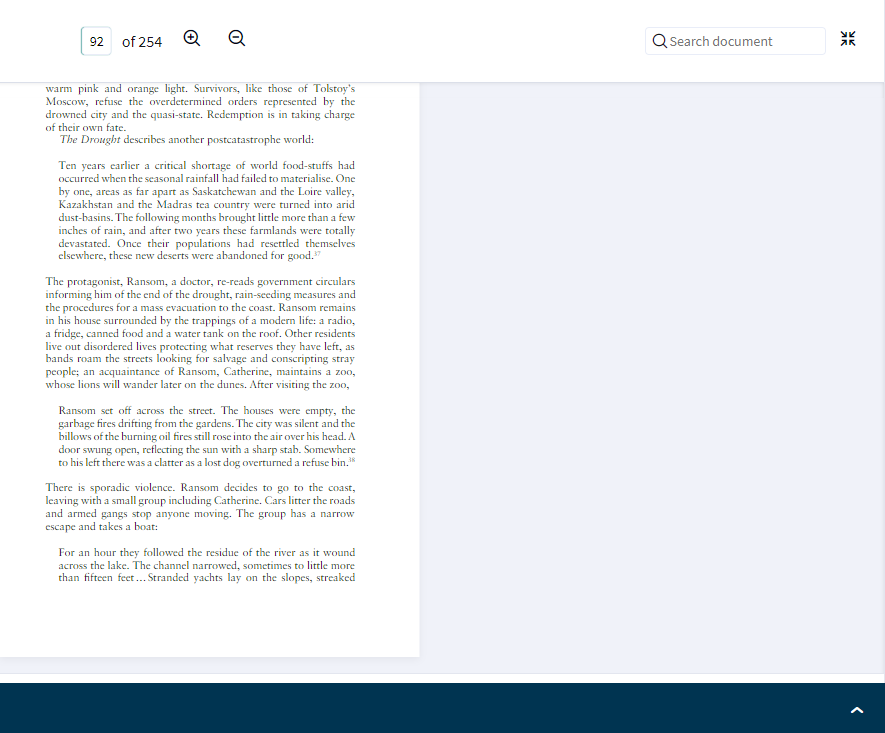 92 of 254
Search document
warm pink and orange light. Survivors, like those of Tolstoy's
Moscow, refuse the overdetermined orders represented by the
drowned city and the quasi-state. Redemption is in taking charge
of their own fate.
The Drought describes another postcatastrophe world:
Ten years earlier a critical shortage of world food-stuffs had
occurred when the seasonal rainfall had failed to materialise. One
by one, areas as far apart as Saskatchewan and the Loire valley,
Kazakhstan and the Madras tea country were turned into arid
dust-basins. The following months brought little more than a few
inches of rain, and after two years these farmlands were totally
devastated. Once their populations had resettled themselves
elsewhere, these new deserts were abandoned for good.37
The protagonist, Ransom, a doctor, re-reads government circulars
informing him of the end of the drought, rain-seeding measures and
the procedures for a mass evacuation to the coast. Ransom remains
in his house surrounded by the trappings of a modern life: a radio,
a fridge, canned food and a water tank on the roof. Other residents
live out disordered lives protecting what reserves they have left, as
bands roam the streets looking for salvage and conscripting stray
people; an acquaintance of Ransom, Catherine, maintains a zoo,
whose lions will wander later on the dunes. After visiting the zoo,
Ransom set off across the street. The houses were empty, the
garbage fires drifting from the gardens. The city was silent and the
billows of the burning oil fires still rose into the air over his head. A
door swung open, reflecting the sun with a sharp stab. Somewhere
to his left there was a clatter as a lost dog overturned a refuse bin.38
There is sporadic violence. Ransom decides to go to the coast,
leaving with a small group including Catherine. Cars litter the roads
and armed gangs stop anyone moving. The group has a narrow
escape and takes a boat:
For an hour they followed the residue of the river as it wound
across the lake. The channel narrowed, sometimes to little more
than fifteen feet … Stranded yachts lay on the slopes, streaked